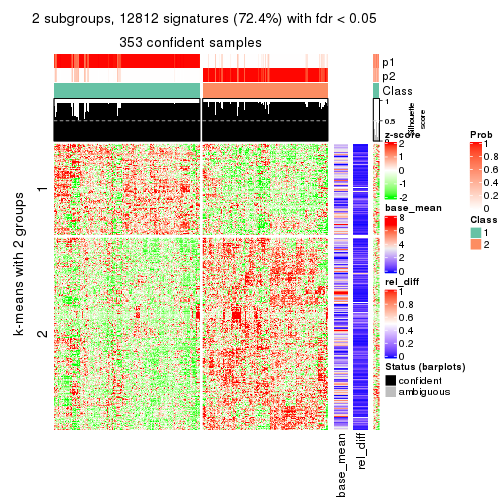 2 subgroups, 12812 signatures (72.4%) with fdr < 0.05
353 confident samples
p1
p2
Class
1
0.5
Silhouette
score
k-means with 2 groups
1
2
base_mean
rel_diff
z-score
2
1
0
-1
-2
base_mean
8
6
4
2
0
rel_diff
1
0.8
0.6
0.4
0.2
0
Status (barplots)
confident
ambiguous
Prob
1
0.8
0.6
0.4
0.2
0
Class
1
2